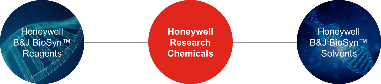 Honeywell
B&J BioSyn™
Reagents
Honeywell
Research
Chemicals
Honeywell
B&J BioSyn™
Solvents